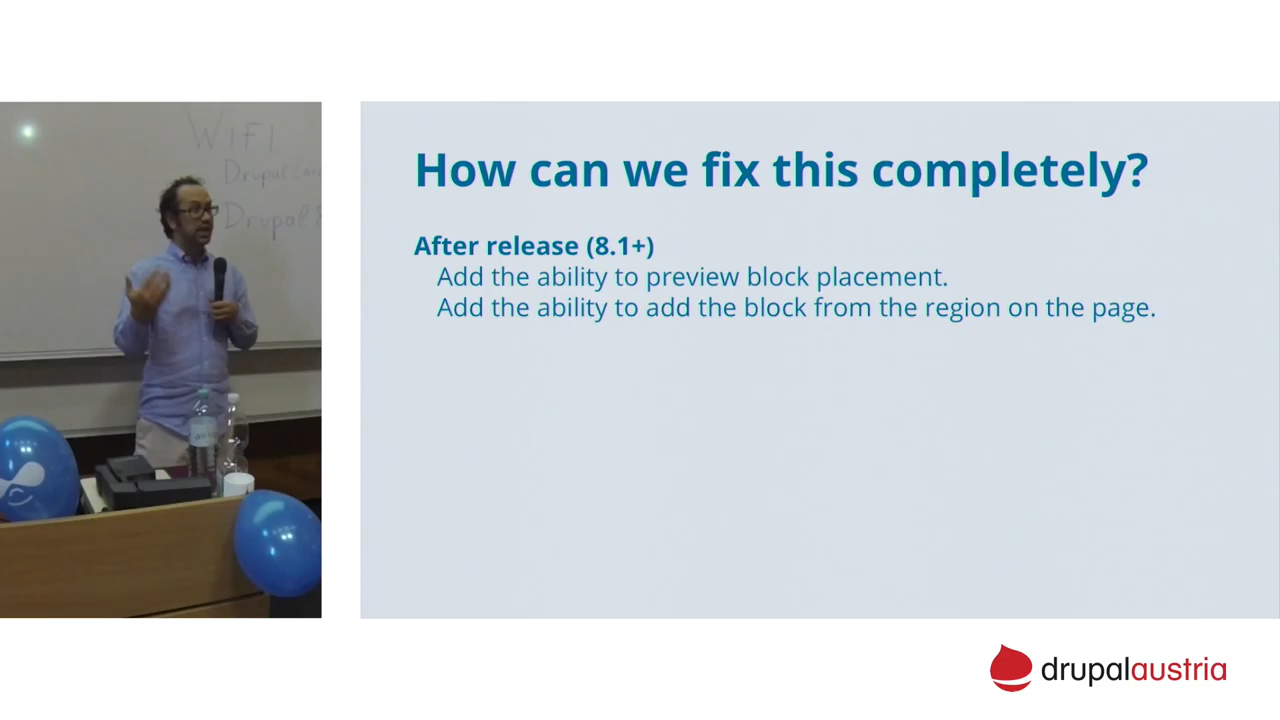 WIFI
Drupal
How can we fix this completely?
After release (8.1+)
Add the ability to preview block placement.
Add the ability to add the block from the region on the page.
drupalaustria